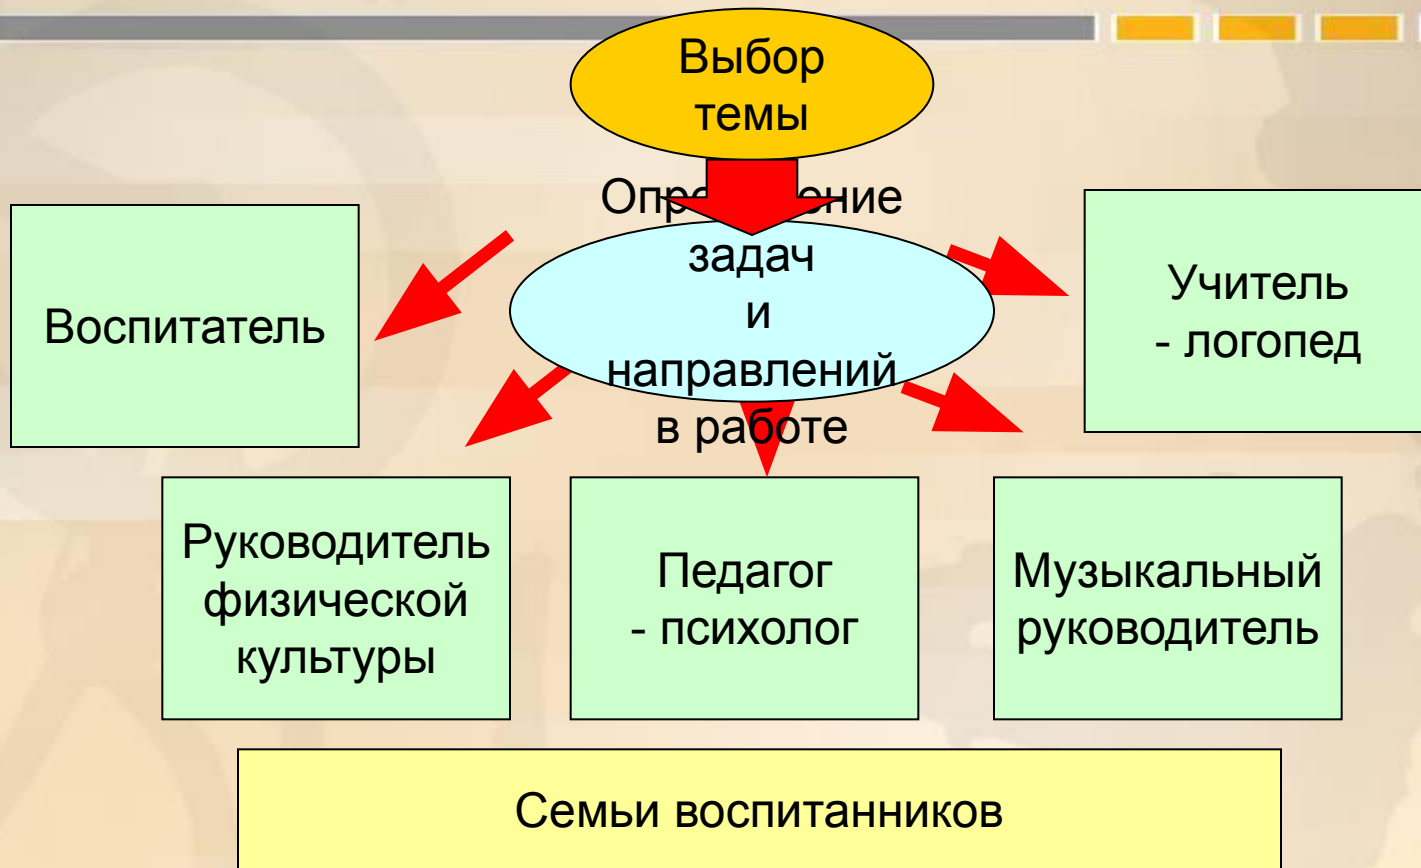 Выбор
темы
задач
и
направлений
в работе
Воспитатель
Учитель
- логопед
Руководитель
физической
культуры
Педагог
- психолог
Музыкальный
руководитель
Семьи воспитанников